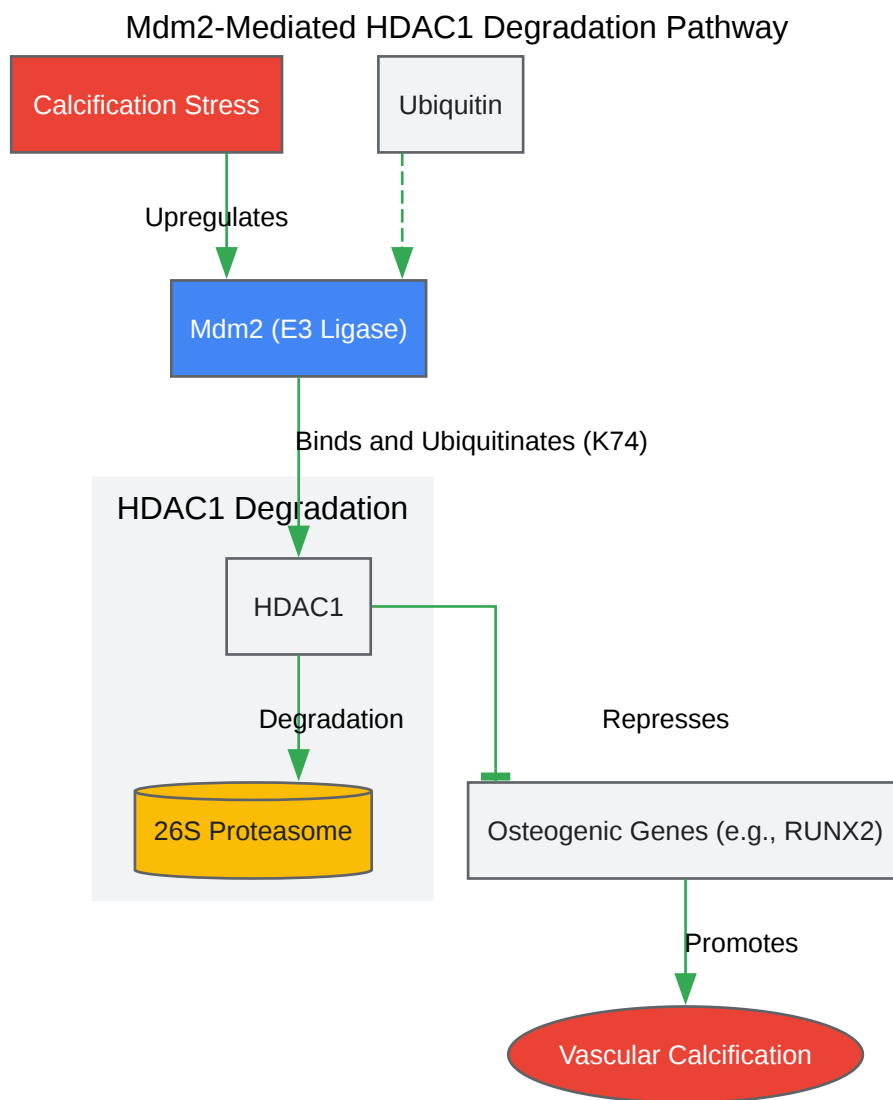 Mdm2-Mediated HDAC1 Degradation Pathway
Calcification Stress
Ubiquitin
Upregulates
Mdm2 (E3 Ligase)
Binds and Ubiquitinates (K74)
HDAC1 Degradation
HDAC1
Degradation
Represses
26S Proteasome
Osteogenic Genes (e.g., RUNX2)
Promotes
Vascular Calcification